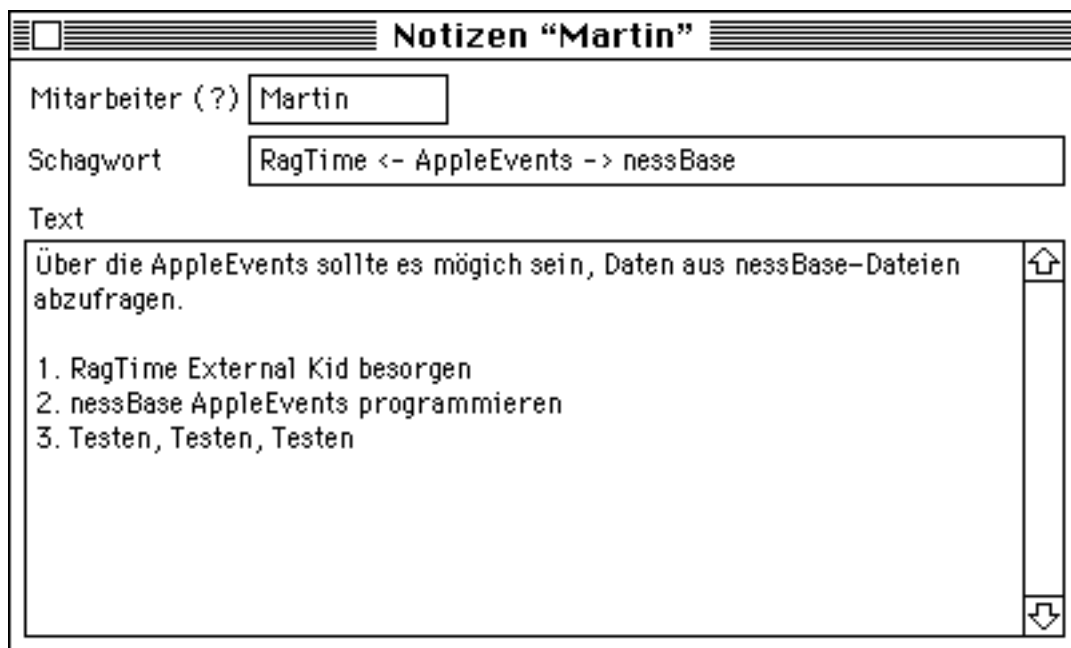 Notizen “Martin”
Mitarbeiter (?) Martin
Schagwort RagTime <- AppleEvents -> nessBase
Text
Über die AppleEvents sollte es mögich sein, Daten aus nessBase-Dateien
abzufragen.
1. RagTime External Kid besorgen
2. nessBase AppleEvents programmieren
3. Testen, Testen, Testen